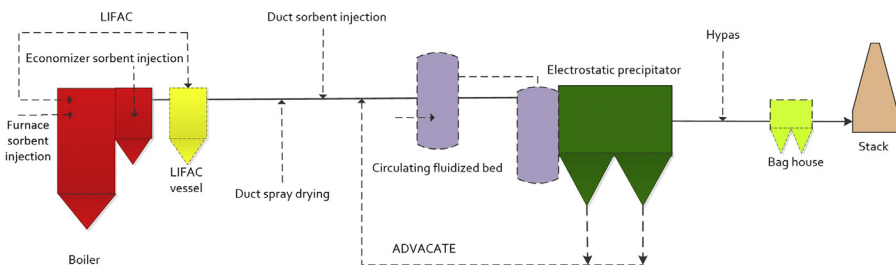 LIFAC
Duct sorbent injection
Hypas
Economizer sorbent injection
Electrostatic precipitator
Furnace
sorbent
injection
LIFAC
vessel
Duct spray drying
Circulating fluidized bed
Bag house
Stack
ADVACATE
Boiler